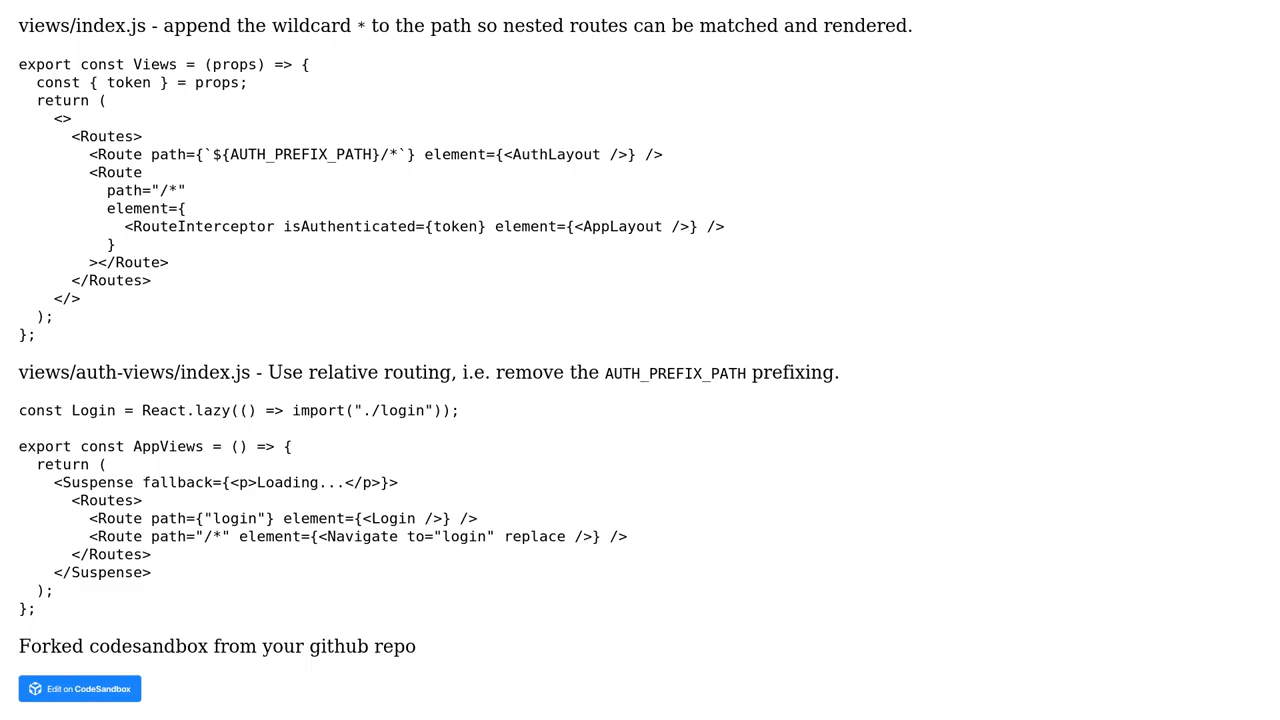 views/index.js - append the wildcard * to the path so nested routes can be matched and rendered.
export const Views = (props) => {
  const { token } = props;
  return (
    <>
      <Routes>
        <Route path={`${AUTH_PREFIX_PATH}/*`} element={<AuthLayout />} />
        <Route
          path="/*"
          element={
            <RouteInterceptor isAuthenticated={token} element={<AppLayout />} />
          }
        ></Route>
      </Routes>
    </>
  );
};
views/auth-views/index.js - Use relative routing, i.e. remove the AUTH_PREFIX_PATH prefixing.
const Login = React.lazy(() => import("./login"));
export const AppViews = () => {
  return (
    <Suspense fallback={<p>Loading...</p>}>
      <Routes>
        <Route path={"login"} element={<Login />} />
        <Route path="/*" element={<Navigate to="login" replace />} />
      </Routes>
    </Suspense>
  );
};
Forked codesandbox from your github repo
Edit on CodeSandbox